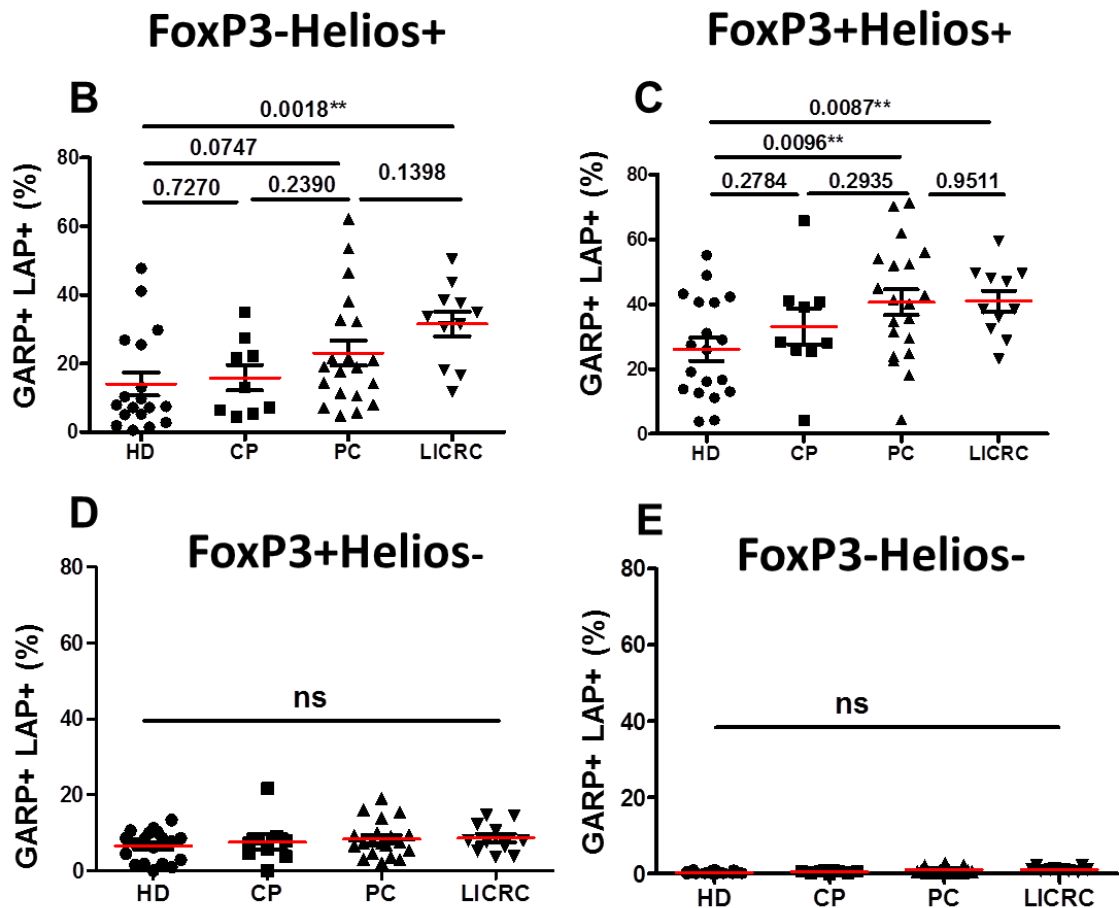 FoxP3-Helios+
B
0.0018**
0.0747
0.7270
0.2390
0.1398
GARP+ LAP+ (%)
80
60
40
20
0
HD CP PC LICRC
FoxP3+Helios+
C
0.0087**
0.0096**
0.2784
0.2935
0.9511
GARP+ LAP+ (%)
80
60
40
20
0
HD CP PC LICRC
D
FoxP3+Helios-
ns
GARP+ LAP+ (%)
80
60
40
20
0
HD CP PC LICRC
E
FoxP3-Helios-
ns
GARP+ LAP+ (%)
80
60
40
20
0
HD CP PC LICRC